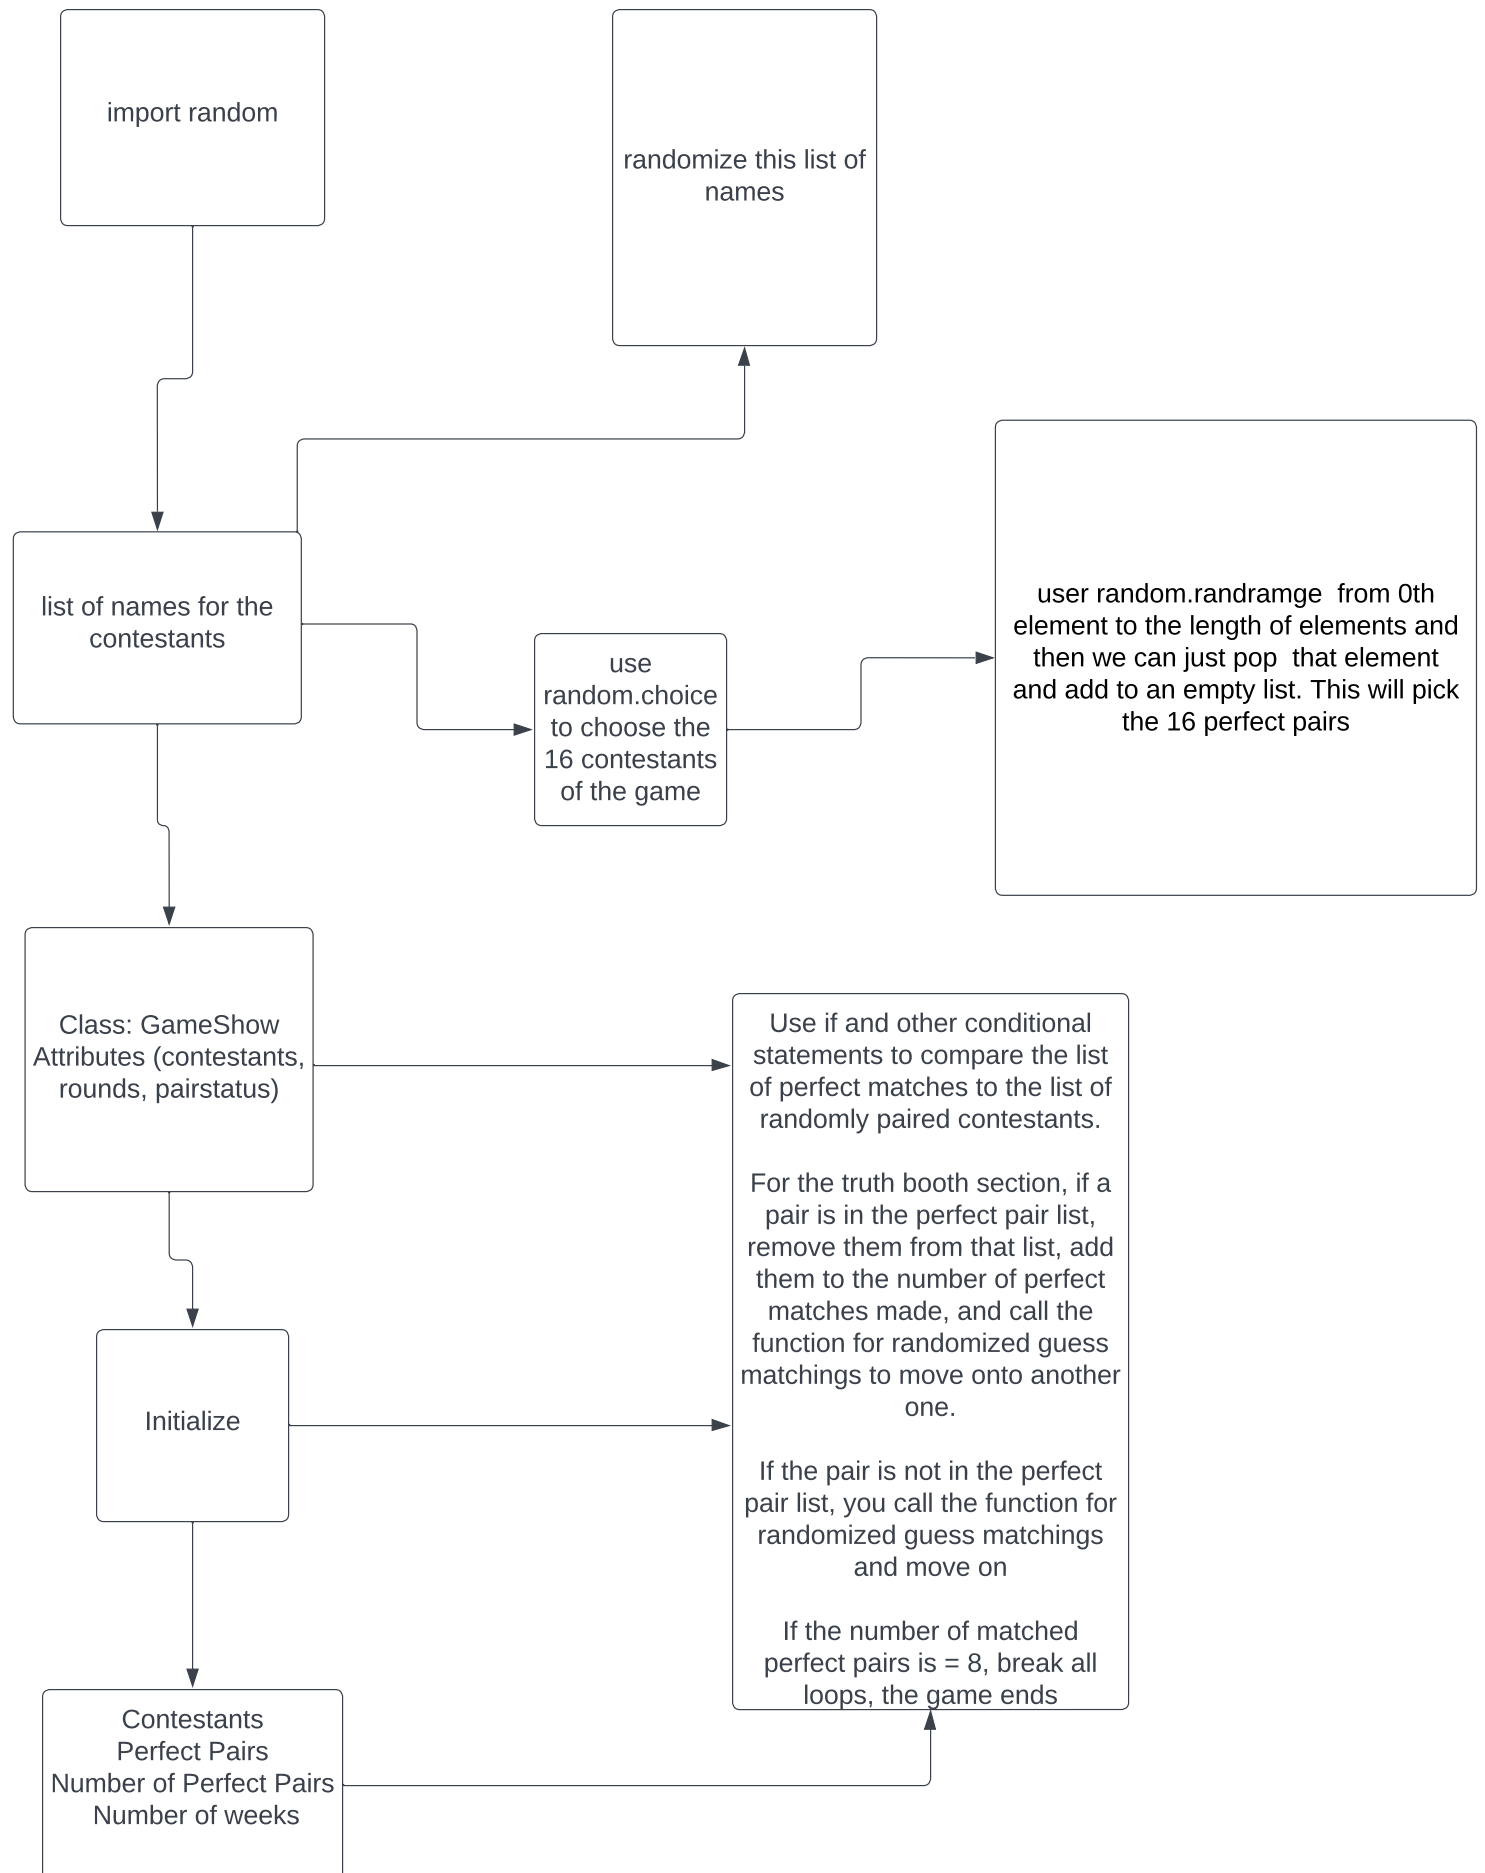 import random
randomize this list of
names
list of names for the
contestants
use
random.choice
to choose the
16 contestants
of the game
user random.randramge  from 0th
element to the length of elements and
then we can just pop  that element
and add to an empty list. This will pick
the 16 perfect pairs
Class: GameShow
Attributes (contestants,
rounds, pairstatus)
Use if and other conditional
statements to compare the list
of perfect matches to the list of
randomly paired contestants.
For the truth booth section, if a
pair is in the perfect pair list,
remove them from that list, add
them to the number of perfect
matches made, and call the
function for randomized guess
matchings to move onto another
one.
If the pair is not in the perfect
pair list, you call the function for
randomized guess matchings
and move on
If the number of matched
perfect pairs is = 8, break all
loops, the game ends
Initialize
Contestants
Perfect Pairs
Number of Perfect Pairs
Number of weeks